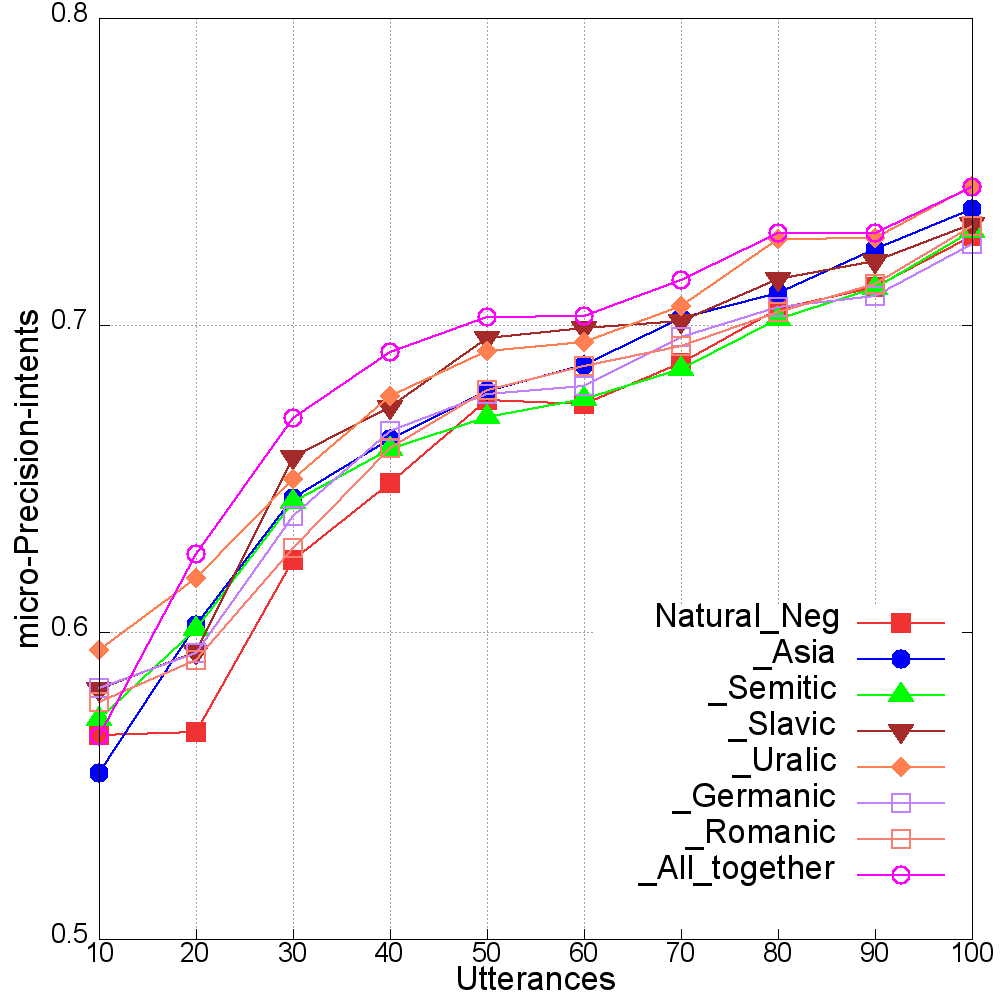 0.8
0.7
0.6
0.5
micro-Precision-intents
Natural_Neg
_Asia
_Semitic
_Slavic
_Uralic
_Germanic
_Romanic
_All_together
10 20 30 40 50 60 70 80 90 100
Utterances